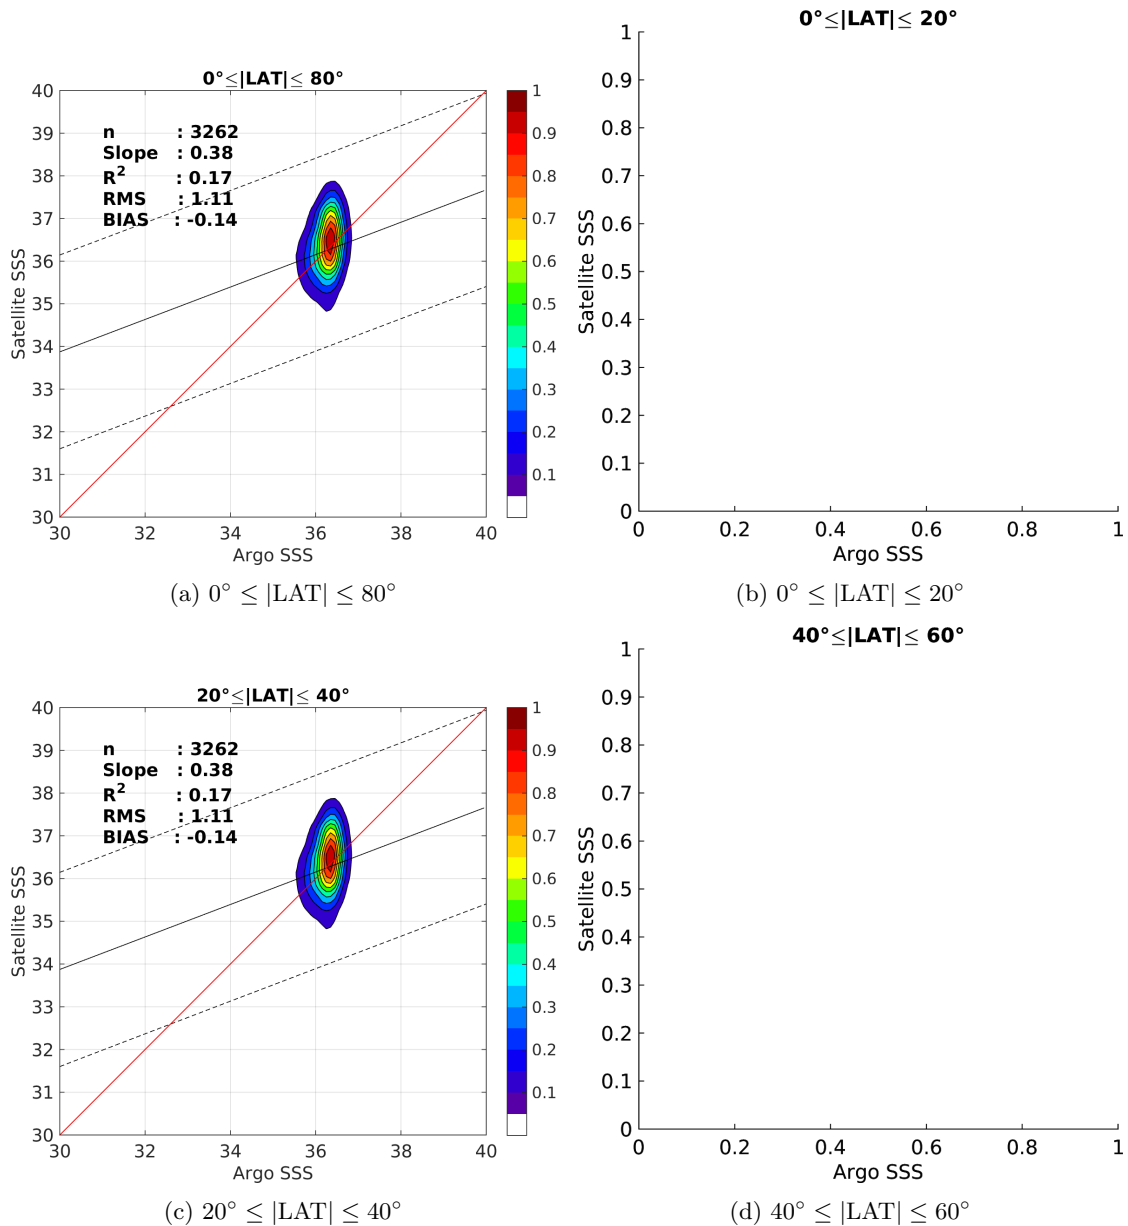 0°≤|LAT|≤ 80°
n : 3262
Slope : 0.38
R² : 0.17
RMS : 1.11
BIAS : -0.14
40
39
38
37
36
35
34
33
32
31
30
Satellite SSS
30 32 34 36 38 40
Argo SSS
1
0.9
0.8
0.7
0.6
0.5
0.4
0.3
0.2
0.1
(a) 0° ≤ |LAT| ≤ 80°
0°≤|LAT|≤ 20°
1
0.9
0.8
0.7
0.6
0.5
0.4
0.3
0.2
0.1
0
Satellite SSS
0 0.2 0.4 0.6 0.8 1
Argo SSS
(b) 0° ≤ |LAT| ≤ 20°
20°≤|LAT|≤ 40°
n : 3262
Slope : 0.38
R² : 0.17
RMS : 1.11
BIAS : -0.14
40
39
38
37
36
35
34
33
32
31
30
Satellite SSS
30 32 34 36 38 40
Argo SSS
1
0.9
0.8
0.7
0.6
0.5
0.4
0.3
0.2
0.1
(c) 20° ≤ |LAT| ≤ 40°
40°≤|LAT|≤ 60°
1
0.9
0.8
0.7
0.6
0.5
0.4
0.3
0.2
0.1
0
Satellite SSS
0 0.2 0.4 0.6 0.8 1
Argo SSS
(d) 40° ≤ |LAT| ≤ 60°